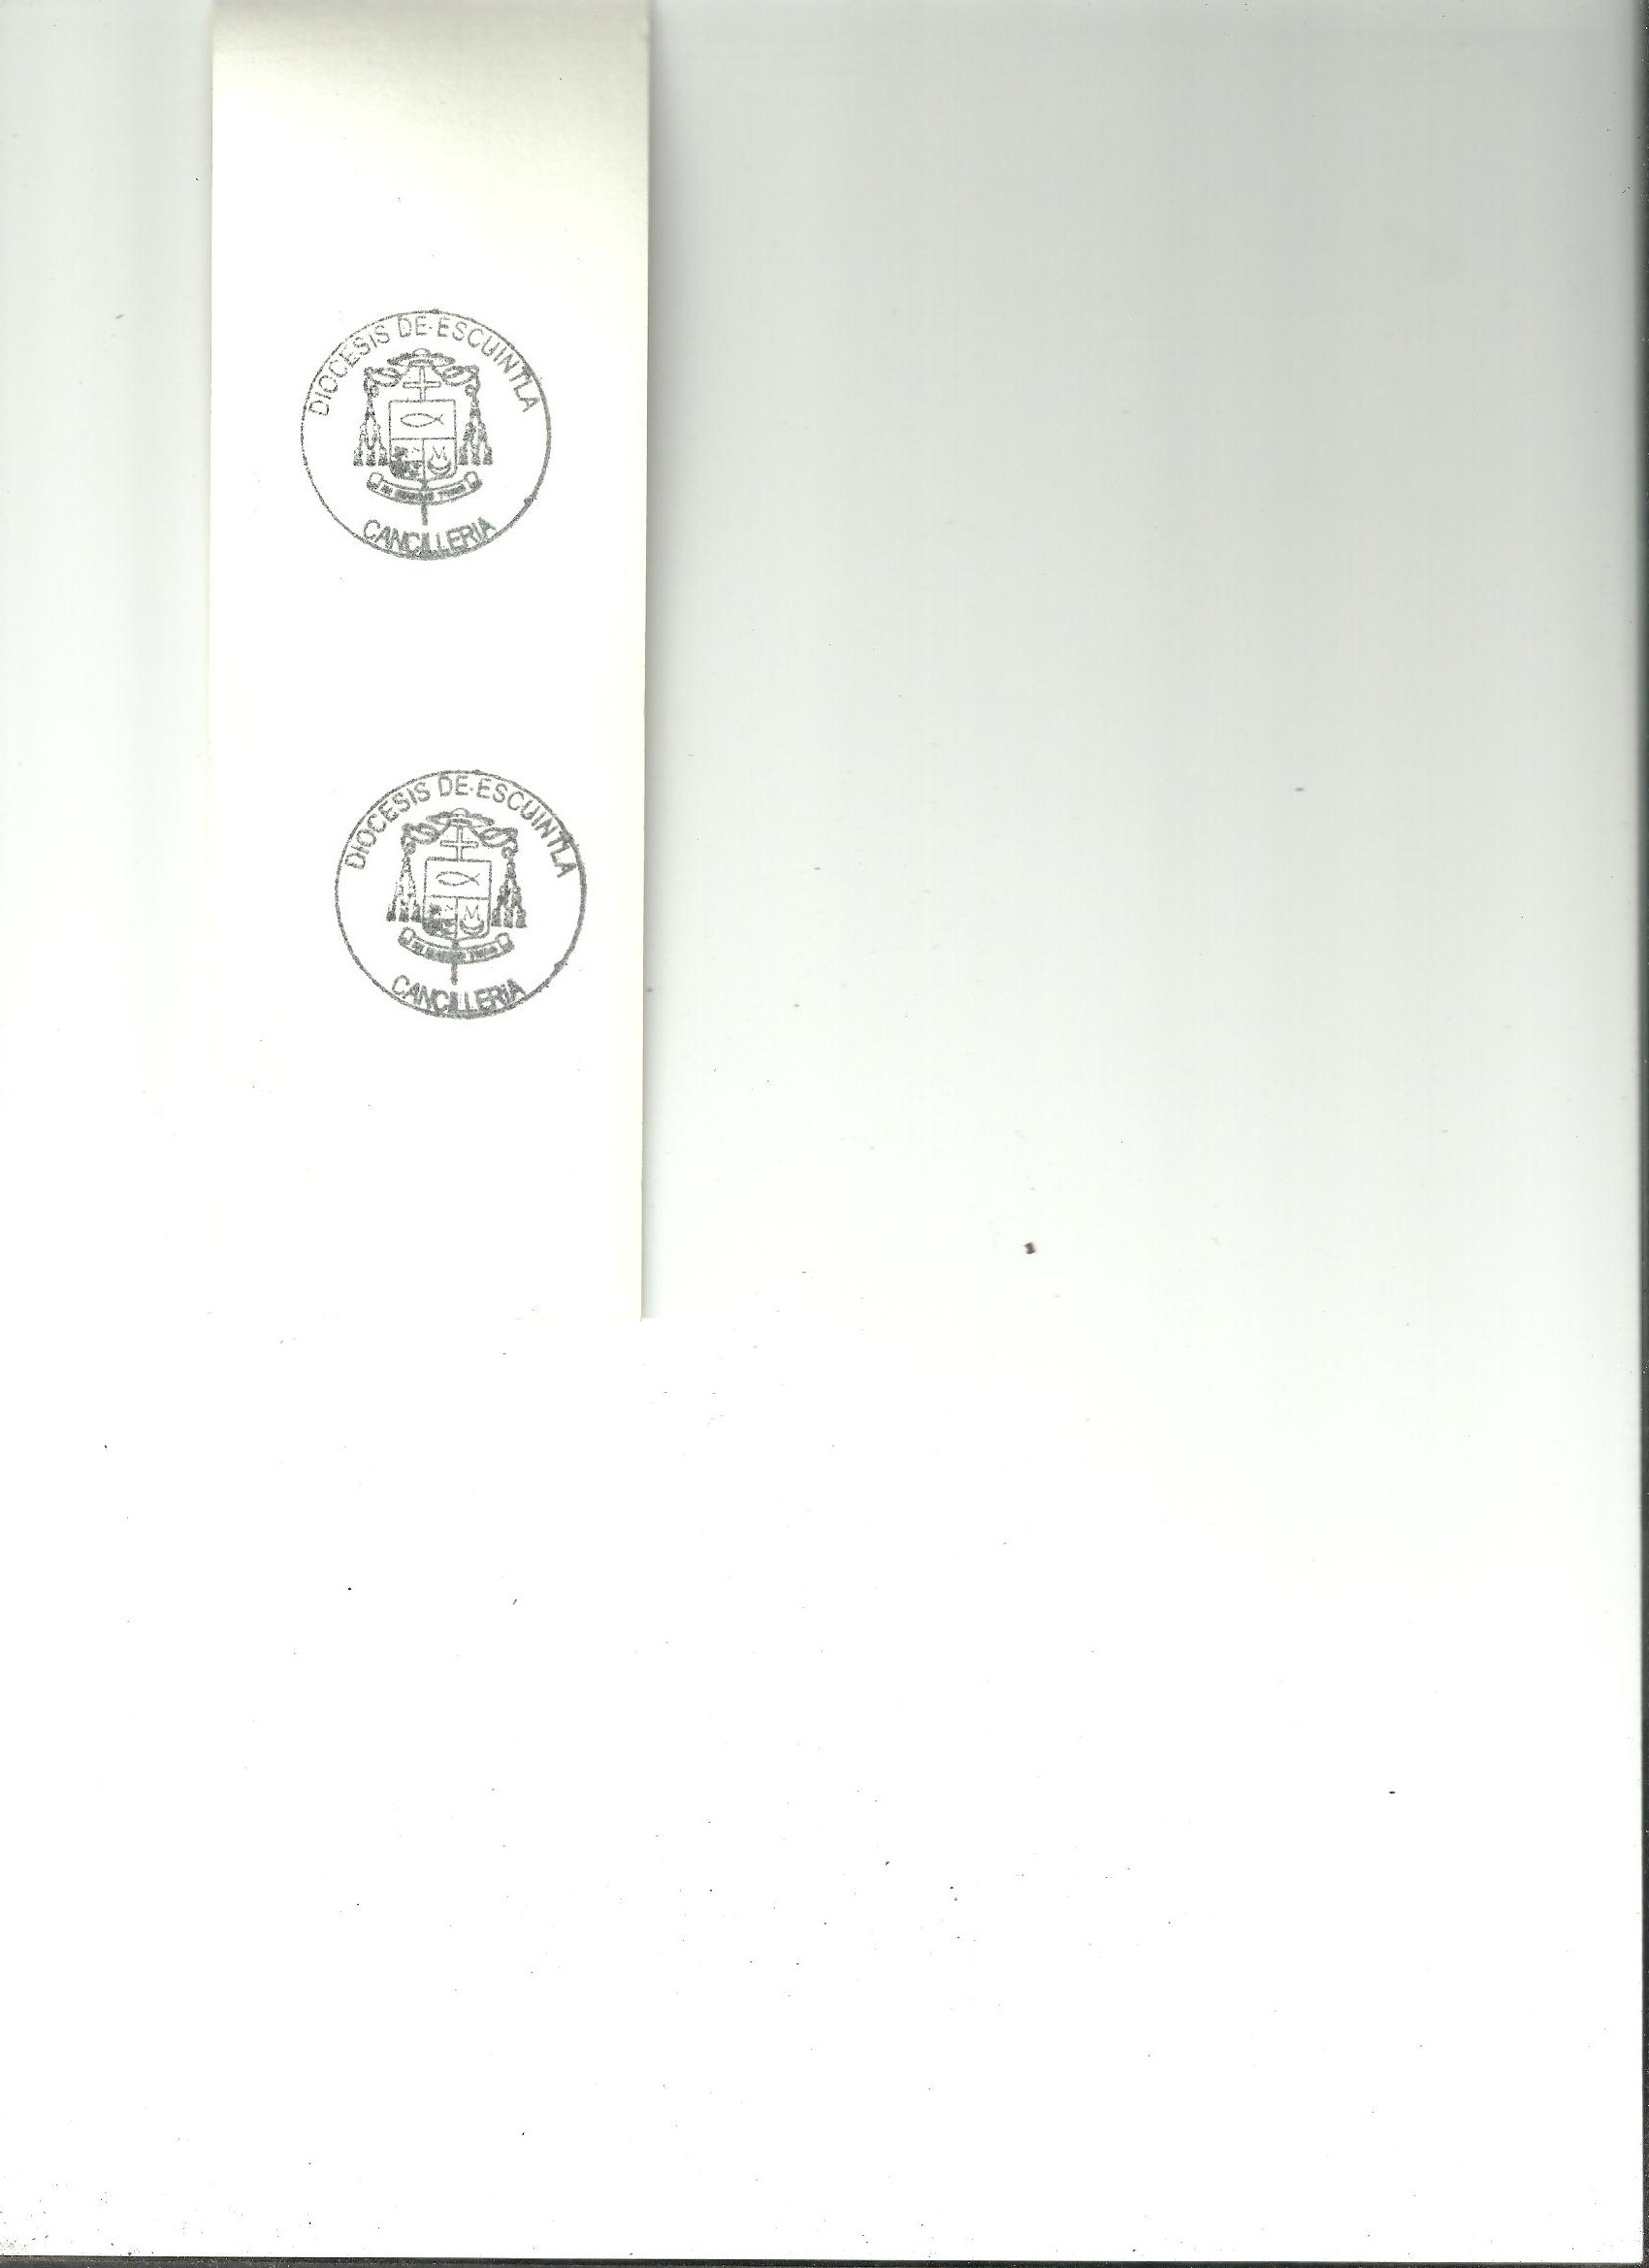 DIOCESIS DE ESCUINTLA
M
CANCILLERIA
DIOCESIS DE ESCUINTLA
M
CANCILLERIA